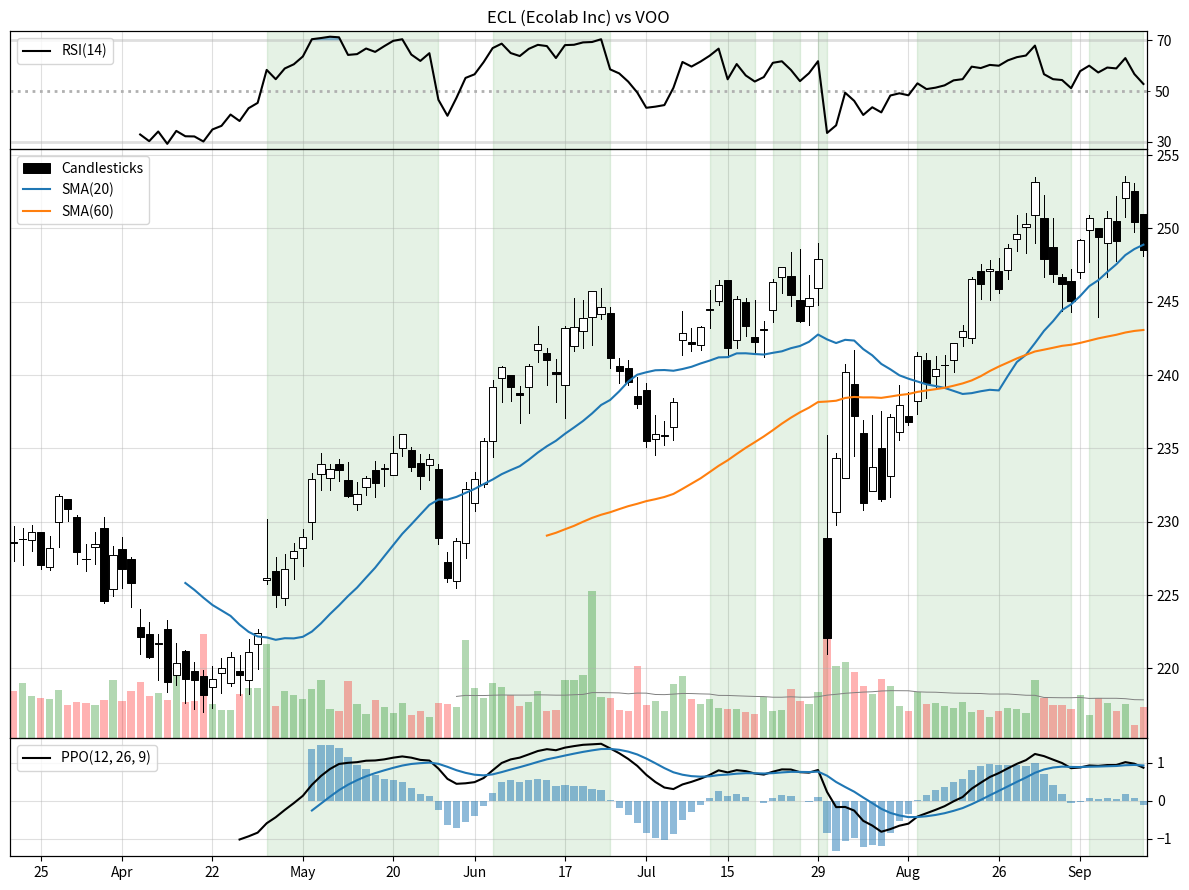 ECL (Ecolab Inc) vs VOO
RSI(14)
70
50
30
Candlesticks
SMA(20)
SMA(60)
255
250
245
240
235
230
225
220
PPO(12, 26, 9)
1
0
−1
25 Apr 22 May 20 Jun 17 Jul 15 29 Aug 26 Sep